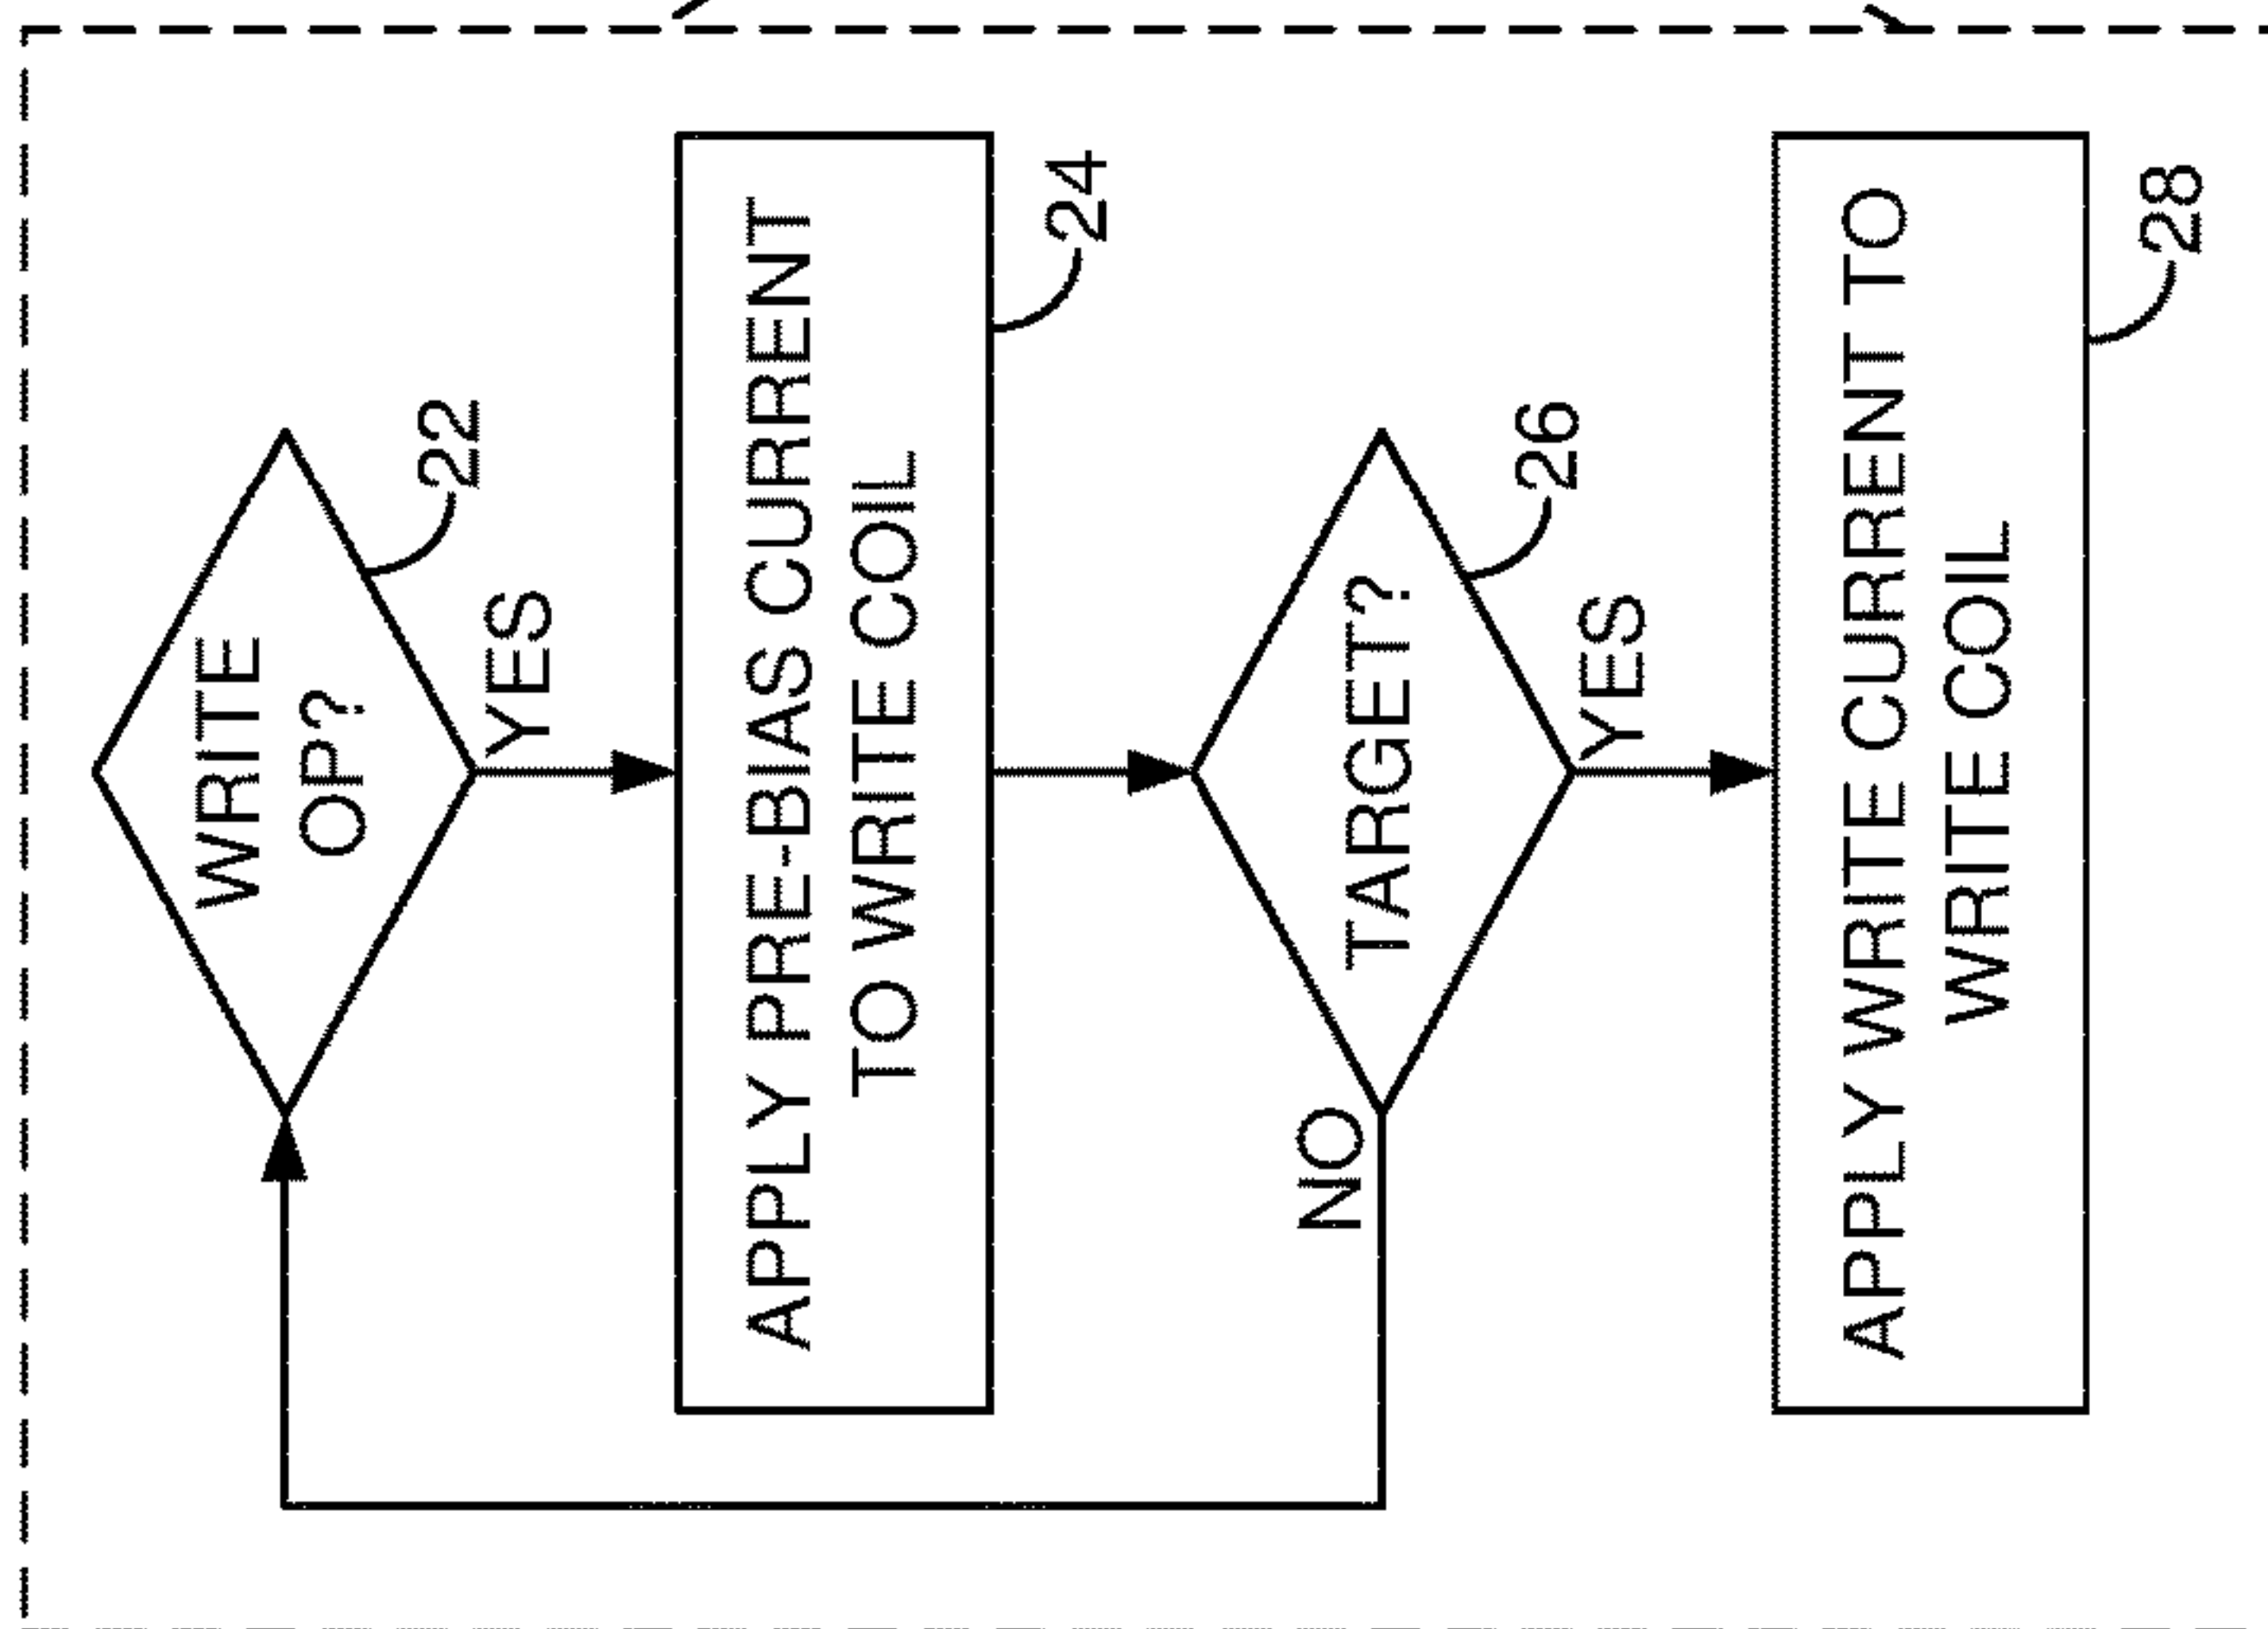 WRITE
OP?
22
YES
APPLY PRE-BIAS CURRENT
TO WRITE COIL
24
TARGET?
26
NO
YES
APPLY WRITE CURRENT TO
WRITE COIL
28